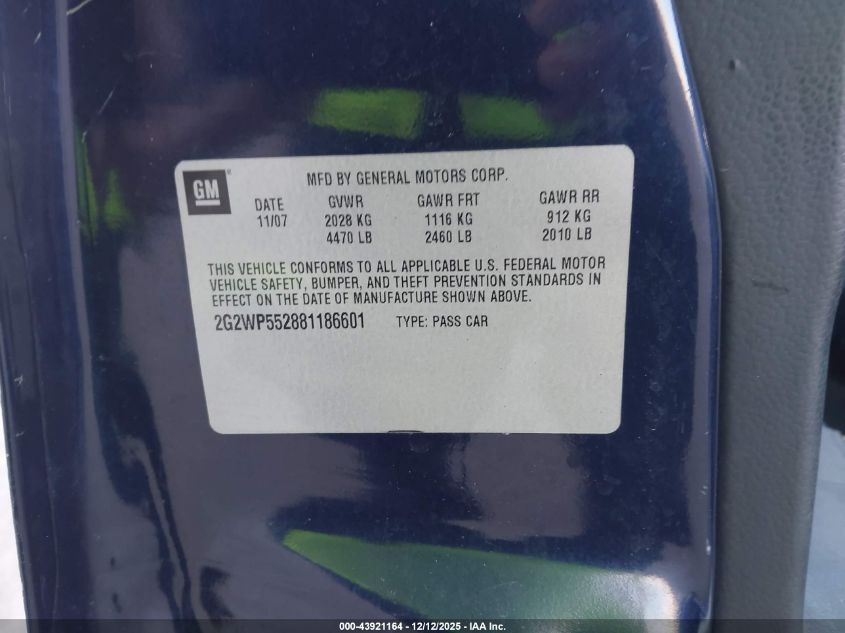 GM
MFD BY GENERAL MOTORS CORP.
DATE GVWR GAWR FRT GAWR RR
11/07 2028 KG 1116 KG 912 KG
4470 LB 2460 LB 2010 LB
THIS VEHICLE CONFORMS TO ALL APPLICABLE U.S. FEDERAL MOTOR
VEHICLE SAFETY, BUMPER, AND THEFT PREVENTION STANDARDS IN
EFFECT ON THE DATE OF MANUFACTURE SHOWN ABOVE.
2G2WP552881186601 TYPE: PASS CAR
000-43921164 - 12/12/2025 - IAA Inc.